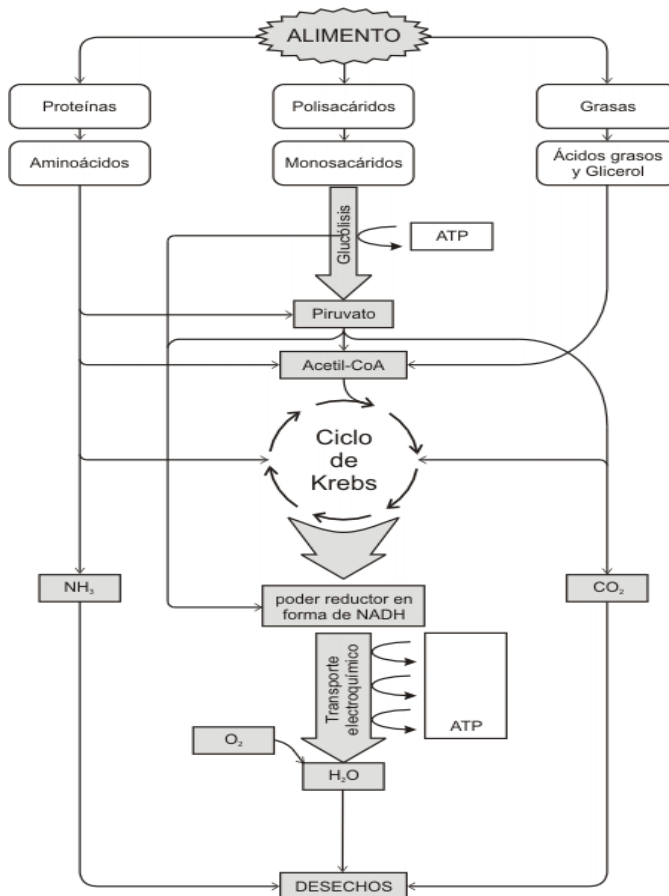 ALIMENTO
Proteínas
Polisacáridos
Grasas
Aminoácidos
Monosacáridos
Ácidos grasos
y Glicerol
Glucólisis
ATP
Piruvato
Acetil-CoA
Ciclo
de
Krebs
NH₃
CO₂
poder reductor en
forma de NADH
Transporte
electroquímico
ATP
O₂
H₂O
DESECHOS